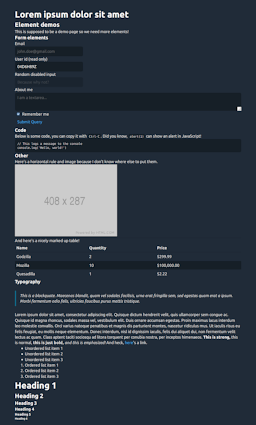 Lorem ipsum dolor sit amet
Element demos
This is supposed to be a demo page so we need more elements!
Form elements
Email
john.doe@gmail.com
User id (read only)
Random disabled input
About me
I am a
Remember me
Submit Query
Code
Below is some code, you can copy it with Ctrl-C. Did you know, alert(1) can show an alert in JavaScript!
// This logs a message to the console
console.log("Hello, world!")
Other
Here's a horizontal rule and image because I don't know where else to put them.
408 x 287
And here's a nicely marked up table!
Name Quantity Price
Godzilla 2 $299.99
Mozilla 10 $100,000.00
Quesadilla 1 $2.22
Typography
This is a blockquote. Maecenas blandit, quam vel sodales facilisis, urna erat fringilla sem, sed egestas quam erat a ipsum.
Morbi fermentum odio felis, ultricies faucibus purus mattis tristique.
Lorem ipsum dolor sit amet, consectetur adipiscing elit. Quisque dictum hendrerit velit, quis ullamcorper sem congue ac.
Quisque id magna rhoncus, sodales massa vel, vestibulum elit. Duis ornare accumsan egestas. Proin maximus lacus interdum
leo molestie convallis. Orci varius natoque penatibus et magnis dis parturient montes, nascetur ridiculus mus. Ut iaculis risus eu
felis feugiat, eu mollis neque elementum. Donec interdum, nisl id dignissim iaculis, felis dui aliquet dui, non fermentum velit
lectus ac quam. Class aptent taciti sociosqu ad litora torquent per conubia nostra, per inceptos himenaeos. This is strong, this
is normal, this is just bold, and this is emphasized! And heck, here's a link.
Unordered list item 1
Unordered list item 2
1. Ordered list item 1
2. Ordered list item 2
3. Ordered list item 3
Heading 1
Heading 2
Heading 3
Heading 4
Heading 5
Heading 6